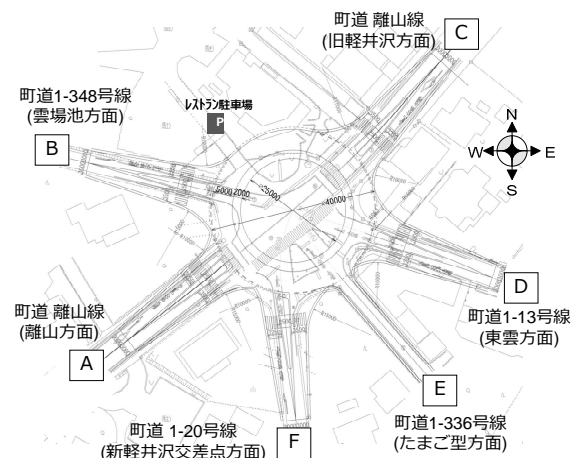 町道 離山線
(旧軽井沢方面)
C
町道1-348号線
(雲場池方面)
B
レストラン駐車場
P
N
W
E
S
5000
2000
25000
40000
D
町道1-13号線
(東雲方面)
町道 離山線
(離山方面)
A
E
町道1-336号線
(たまご型方面)
町道 1-20号線
(新軽井沢交差点方面)
F